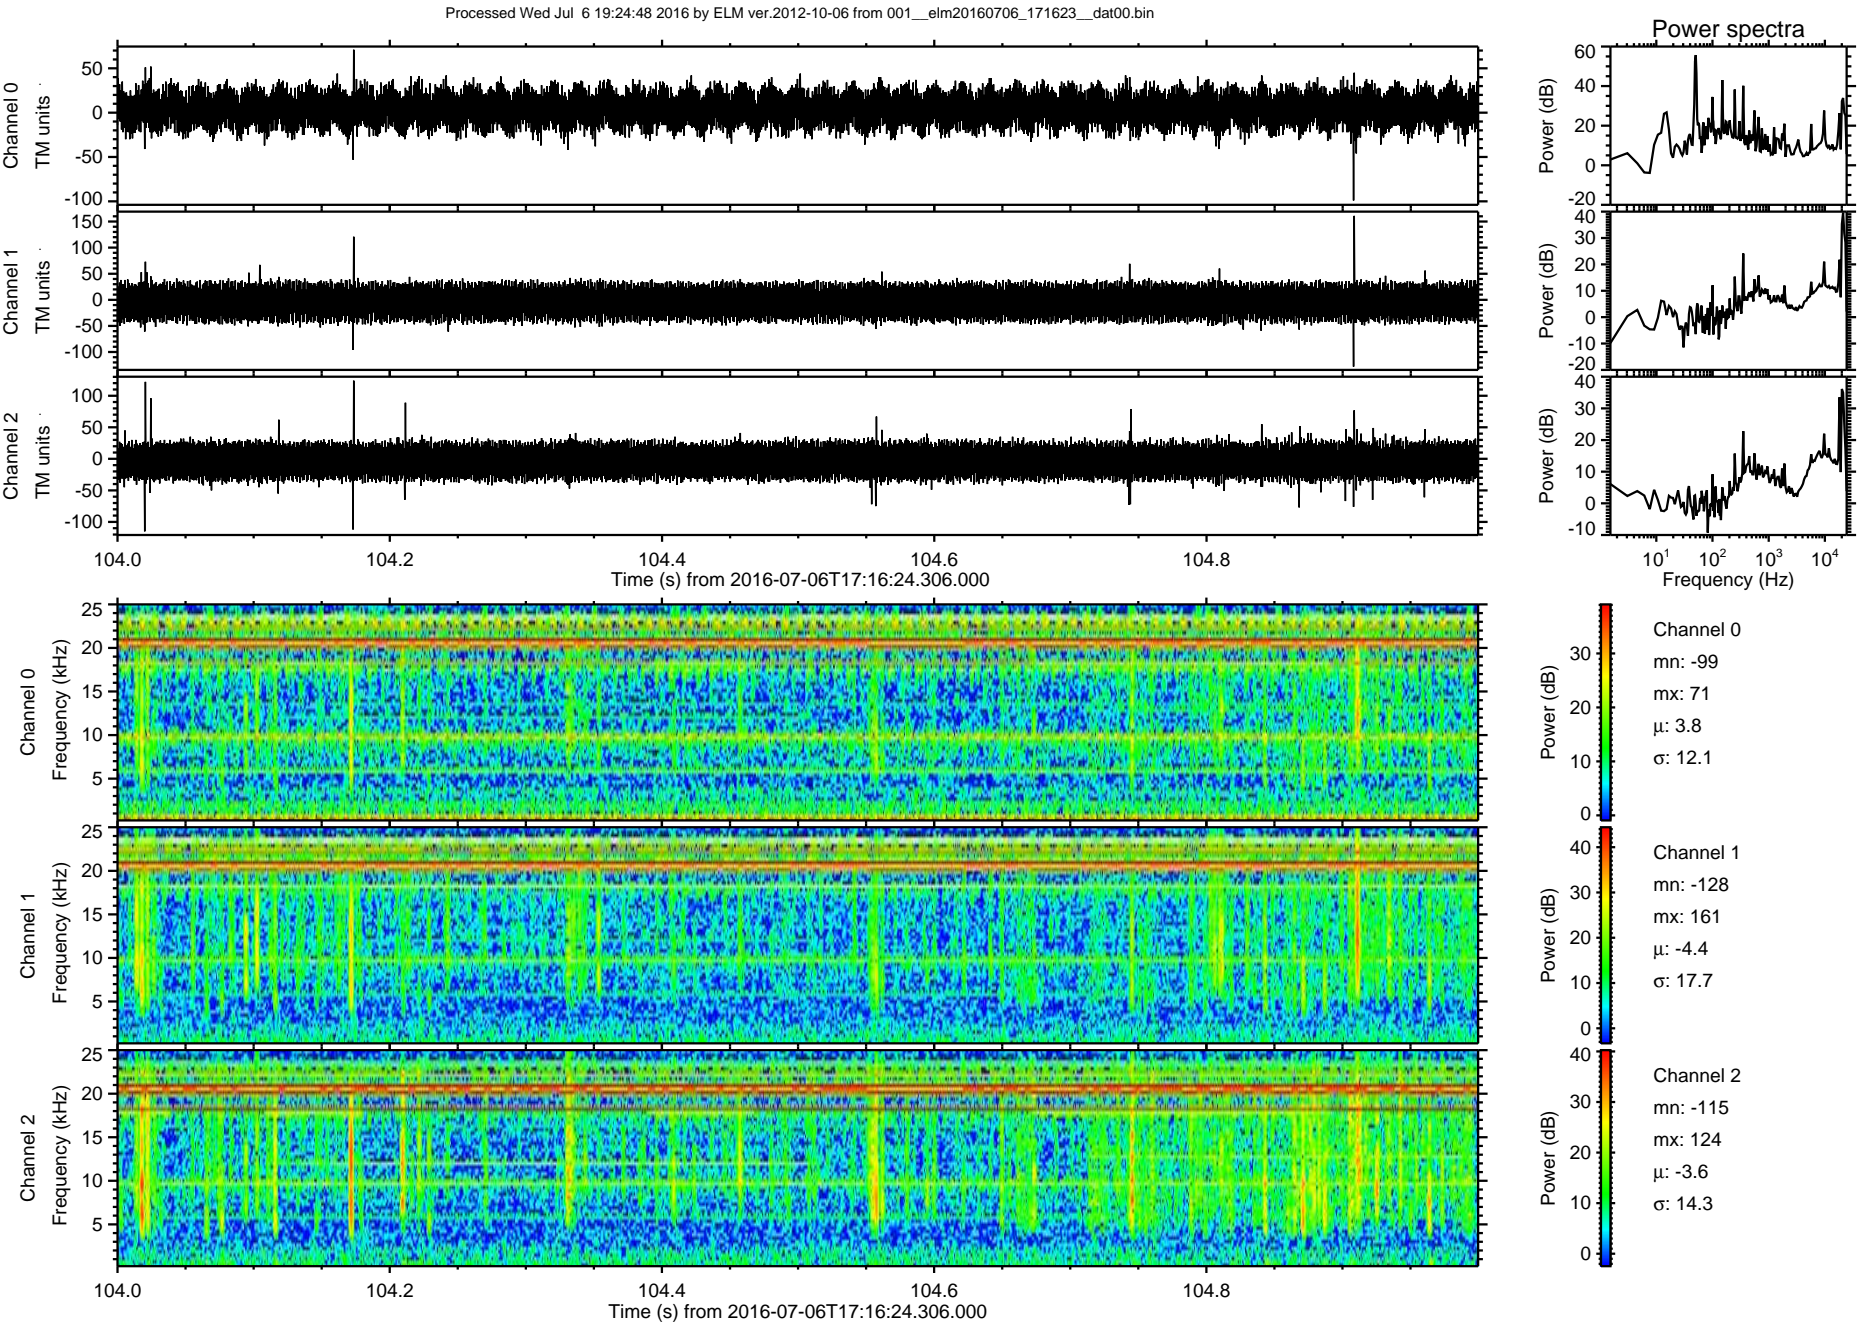 Processed Wed Jul  6 19:24:48 2016 by ELM ver.2012-10-06 from 001__elm20160706_171623__dat00.bin
Power spectra
Channel 0
TM units
50
0
-50
-100
Power (dB)
60
40
20
0
-20
Channel 1
TM units
150
100
50
0
-50
-100
Power (dB)
40
30
20
10
0
-10
-20
Channel 2
TM units
100
50
0
-50
-100
Power (dB)
40
30
20
10
0
-10
104.0 104.2 104.4 104.6 104.8
Time (s) from 2016-07-06T17:16:24.306.000
10¹ 10² 10³ 10⁴
Frequency (Hz)
Channel 0
Frequency (kHz)
25
20
15
10
5
Power (dB)
30
20
10
0
Channel 0
mn: -99
mx: 71
μ: 3.8
σ: 12.1
Channel 1
Frequency (kHz)
25
20
15
10
5
Power (dB)
40
30
20
10
0
Channel 1
mn: -128
mx: 161
μ: -4.4
σ: 17.7
Channel 2
Frequency (kHz)
25
20
15
10
5
Power (dB)
40
30
20
10
0
Channel 2
mn: -115
mx: 124
μ: -3.6
σ: 14.3
104.0 104.2 104.4 104.6 104.8
Time (s) from 2016-07-06T17:16:24.306.000